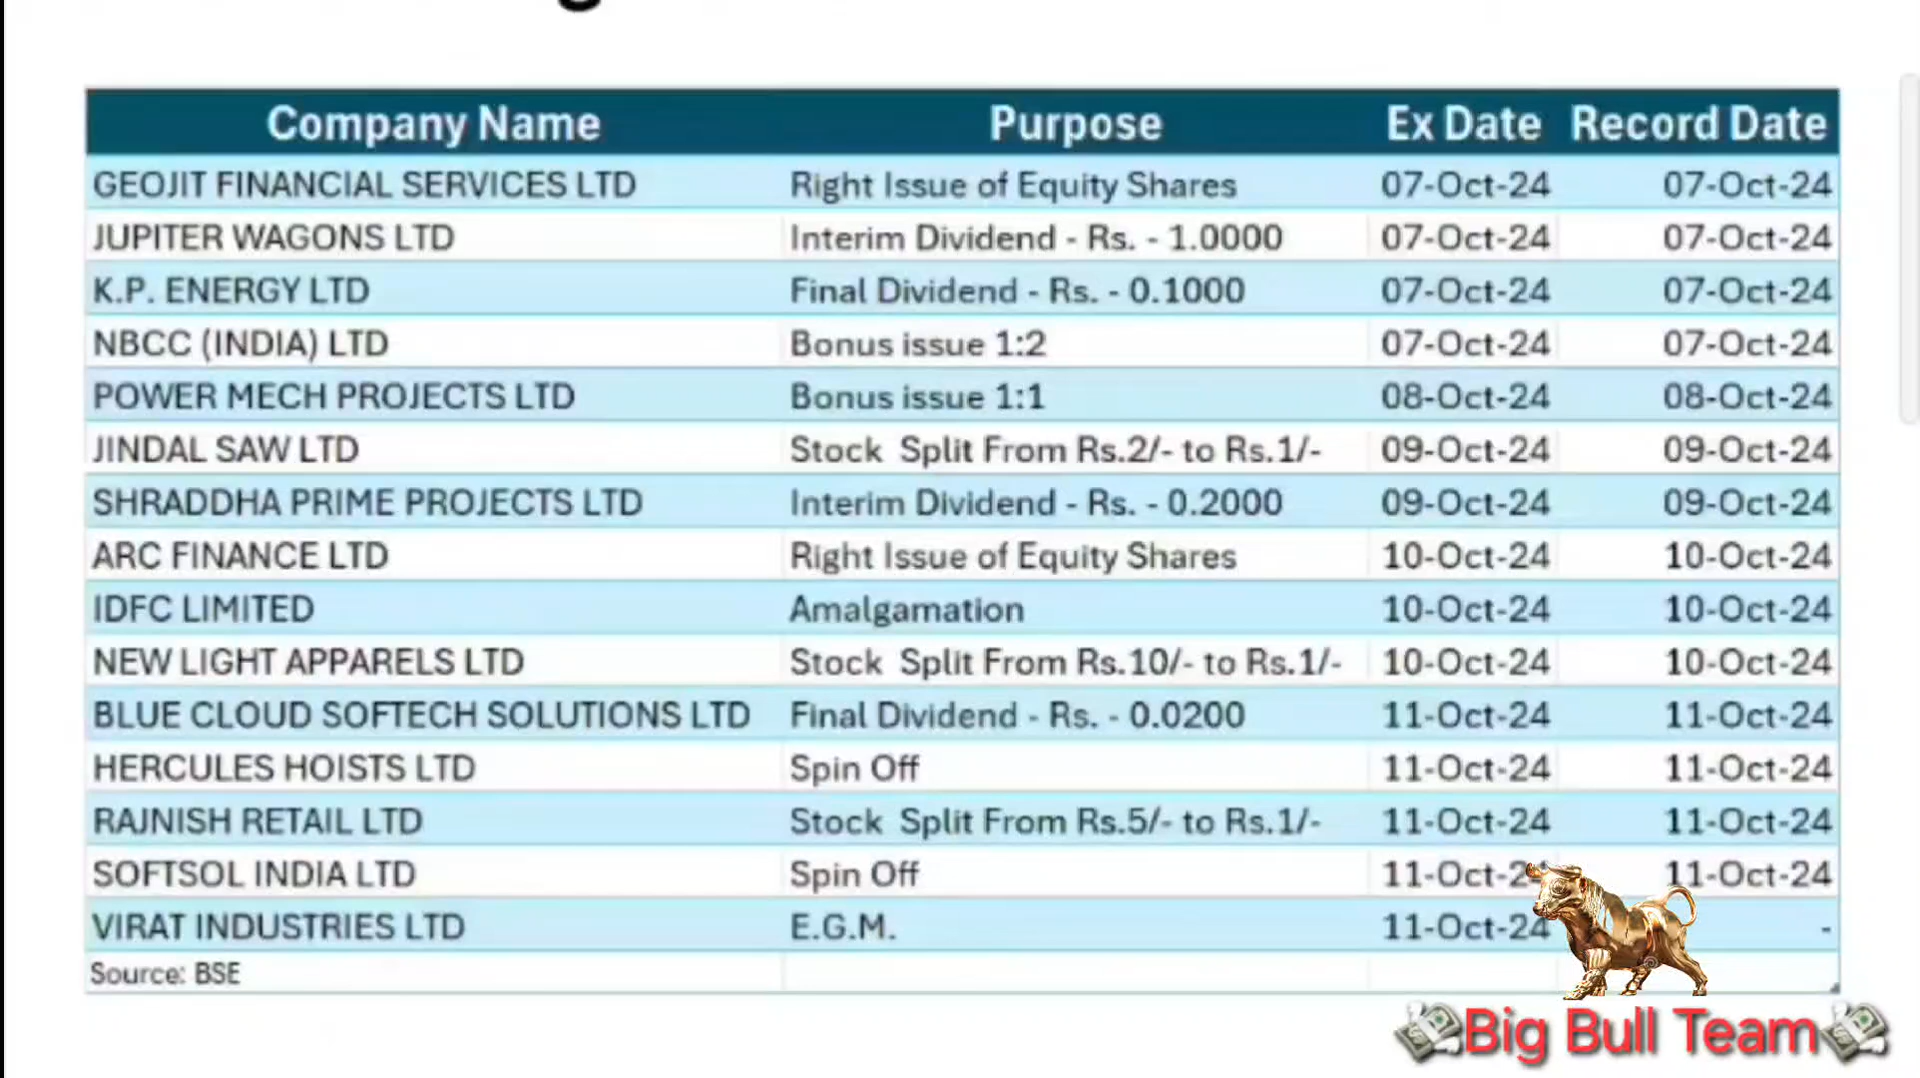 Company Name Purpose Ex Date Record Date
GEOJIT FINANCIAL SERVICES LTD Right Issue of Equity Shares 07-Oct-24 07-Oct-24
JUPITER WAGONS LTD Interim Dividend - Rs. - 1.0000 07-Oct-24 07-Oct-24
K.P. ENERGY LTD Final Dividend - Rs. - 0.1000 07-Oct-24 07-Oct-24
NBCC (INDIA) LTD Bonus issue 1:2 07-Oct-24 07-Oct-24
POWER MECH PROJECTS LTD Bonus issue 1:1 08-Oct-24 08-Oct-24
JINDAL SAW LTD Stock  Split From Rs.2/- to Rs.1/- 09-Oct-24 09-Oct-24
SHRADDHA PRIME PROJECTS LTD Interim Dividend - Rs. - 0.2000 09-Oct-24 09-Oct-24
ARC FINANCE LTD Right Issue of Equity Shares 10-Oct-24 10-Oct-24
IDFC LIMITED Amalgamation 10-Oct-24 10-Oct-24
NEW LIGHT APPARELS LTD Stock  Split From Rs.10/- to Rs.1/- 10-Oct-24 10-Oct-24
BLUE CLOUD SOFTECH SOLUTIONS LTD Final Dividend - Rs. - 0.0200 11-Oct-24 11-Oct-24
HERCULES HOISTS LTD Spin Off 11-Oct-24 11-Oct-24
RAJNISH RETAIL LTD Stock  Split From Rs.5/- to Rs.1/- 11-Oct-24 11-Oct-24
SOFTSOL INDIA LTD Spin Off 11-Oct-24 11-Oct-24
VIRAT INDUSTRIES LTD E.G.M. 11-Oct-24 -
Source: BSE
Big Bull Team